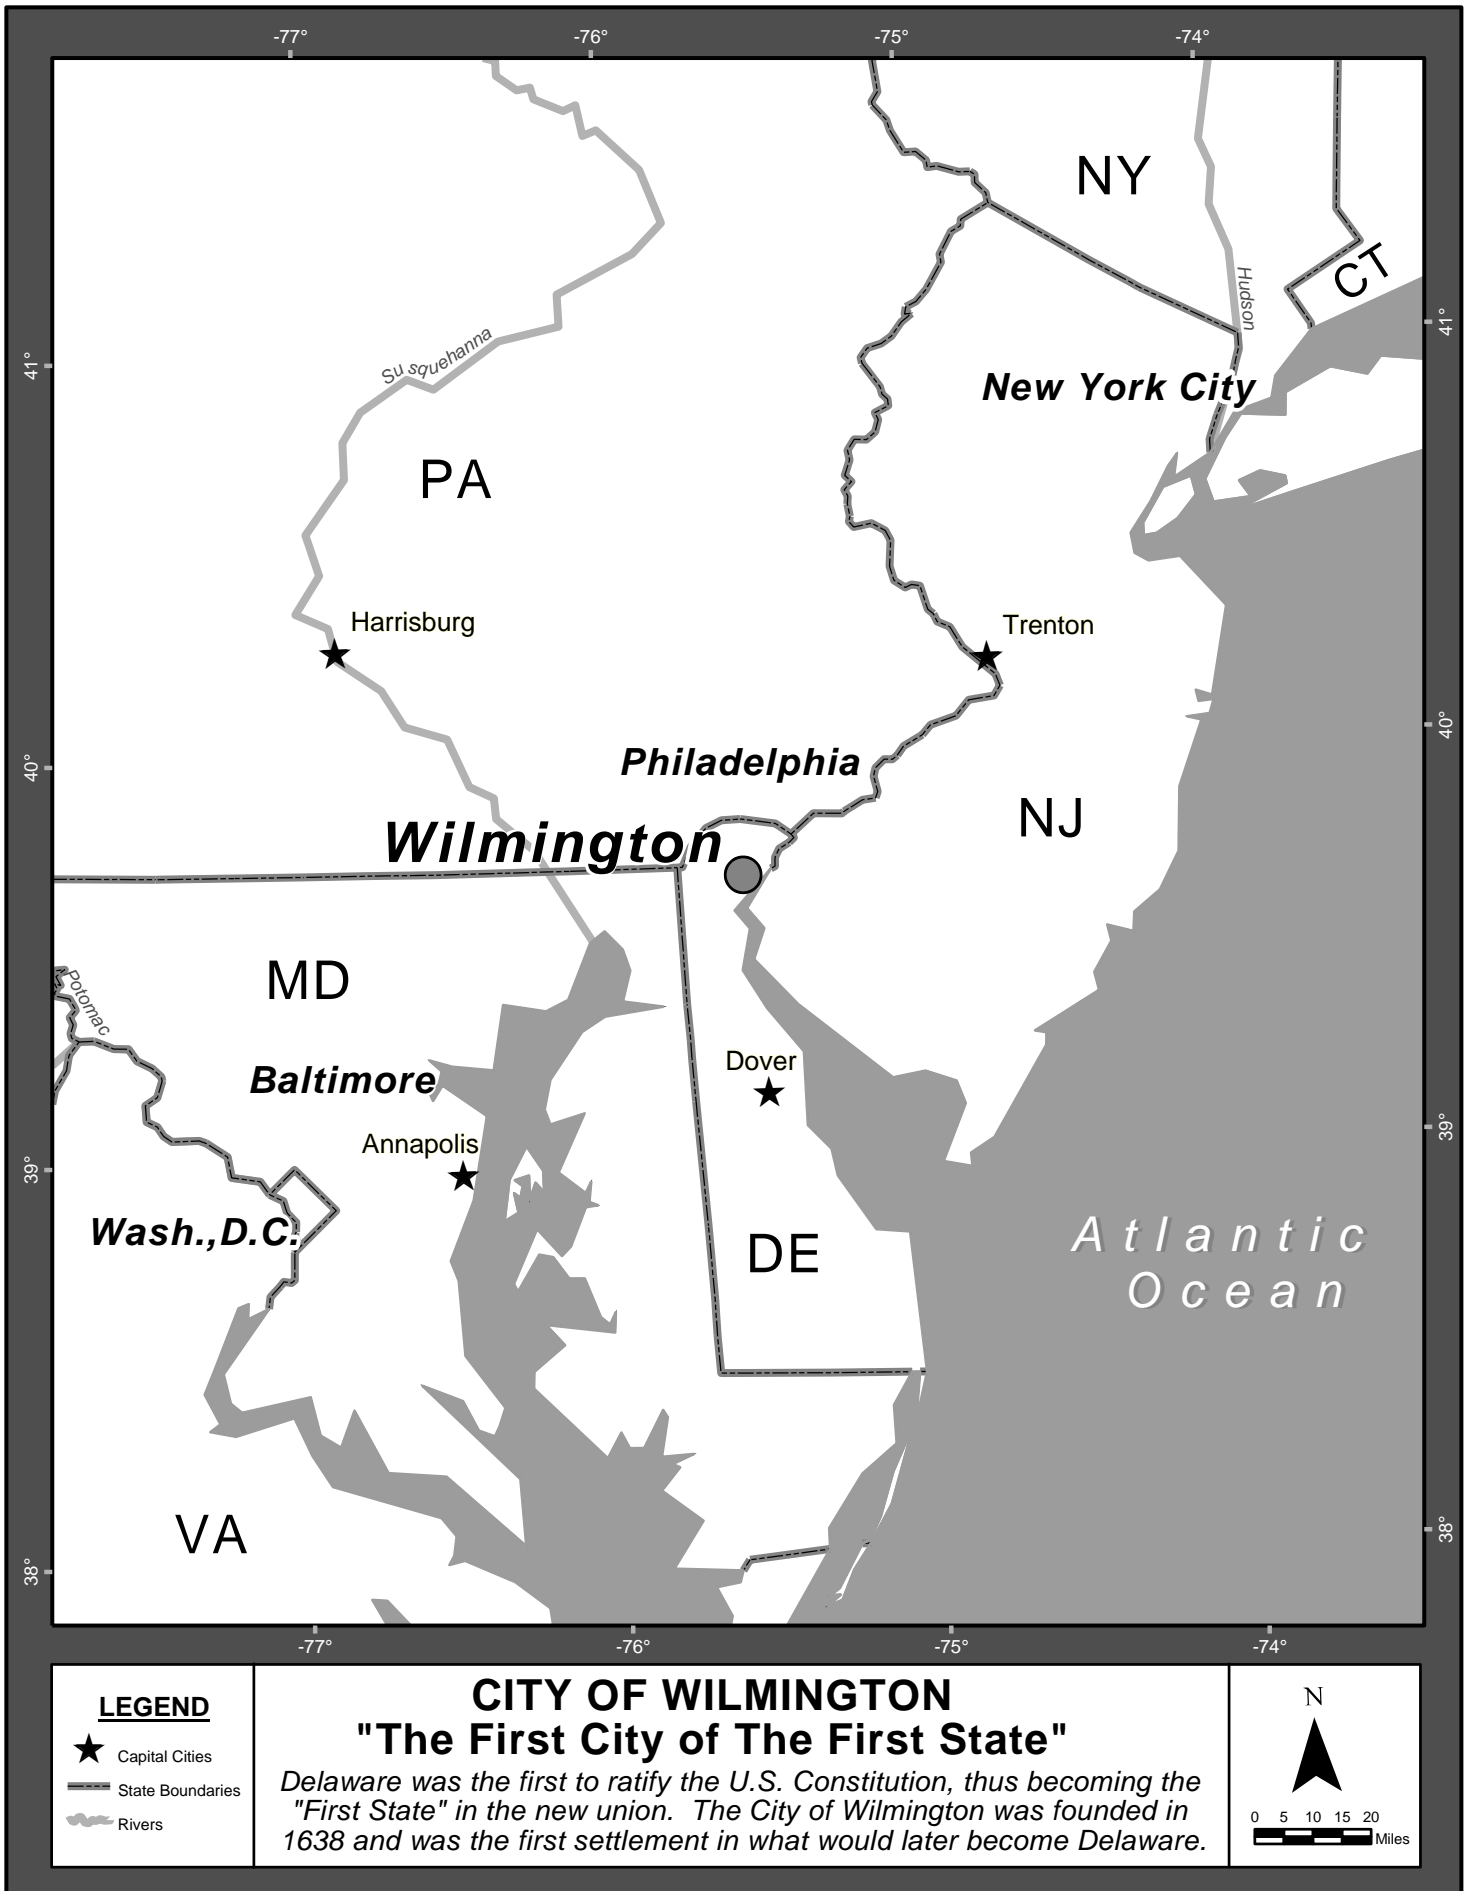 -77°
-76°
-75°
-74°
NY
CT
Hudson
41°
41°
Susquehanna
New York City
PA
Harrisburg
Trenton
40°
40°
Philadelphia
NJ
Wilmington
MD
Potomac
Dover
Baltimore
39°
39°
Annapolis
Wash.,D.C.
DE
Atlantic
Ocean
VA
38°
38°
-77°
-76°
-75°
-74°
LEGEND
Capital Cities
State Boundaries
Rivers
CITY OF WILMINGTON
"The First City of The First State"
Delaware was the first to ratify the U.S. Constitution, thus becoming the
"First State" in the new union. The City of Wilmington was founded in
1638 and was the first settlement in what would later become Delaware.
N
0 5 10 15 20
Miles